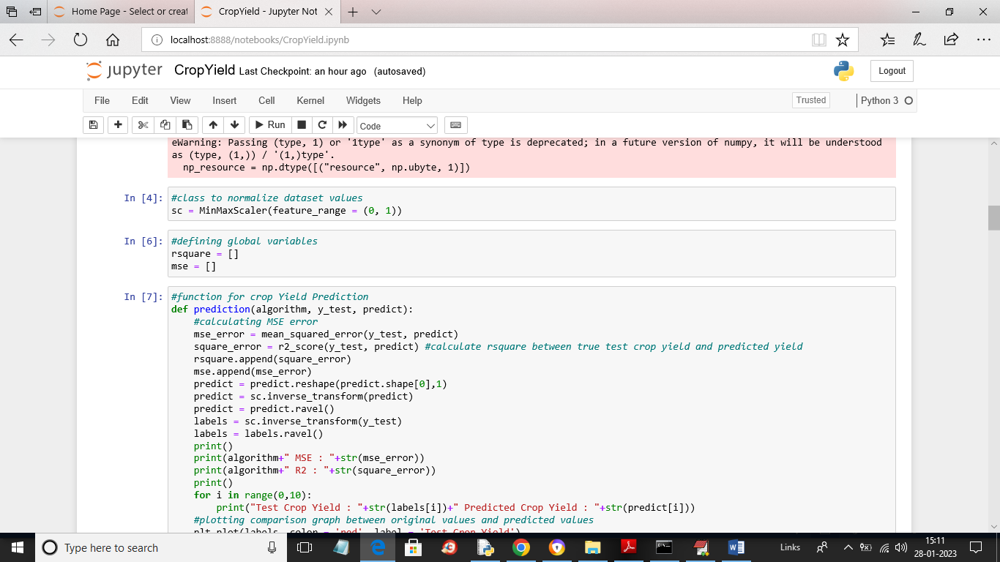 Home Page - Select or creat
CropYield - Jupyter Not
localhost:8888/notebooks/CropYield.ipynb
jupyter CropYield Last Checkpoint: an hour ago (autosaved)
Logout
File Edit View Insert Cell Kernel Widgets Help
Trusted
Python 3
Run
Code
eWarning: Passing (type, 1) or '1type' as a synonym of type is deprecated; in a future version of numpy, it will be understood
as (type, (1,)) / '(1,)type'.
  np_resource = np.dtype([("resource", np.ubyte, 1)])
In [4]:
#class to normalize dataset values
sc = MinMaxScaler(feature_range = (0, 1))
In [6]:
#defining global variables
rsquare = []
mse = []
In [7]:
#function for crop Yield Prediction
def prediction(algorithm, y_test, predict):
    #calculating MSE error
    mse_error = mean_squared_error(y_test, predict)
    square_error = r2_score(y_test, predict) #calculate rsquare between true test crop yield and predicted yield
    rsquare.append(square_error)
    mse.append(mse_error)
    predict = predict.reshape(predict.shape[0],1)
    predict = sc.inverse_transform(predict)
    predict = predict.ravel()
    labels = sc.inverse_transform(y_test)
    labels = labels.ravel()
    print()
    print(algorithm+" MSE : "+str(mse_error))
    print(algorithm+" R2 : "+str(square_error))
    print()
    for i in range(0,10):
        print("Test Crop Yield : "+str(labels[i])+" Predicted Crop Yield : "+str(predict[i]))
    #plotting comparison graph between original values and predicted values
    plt.plot(labels, color = 'red', label = 'Test Crop Yield')
Type here to search
Links
15:11
28-01-2023